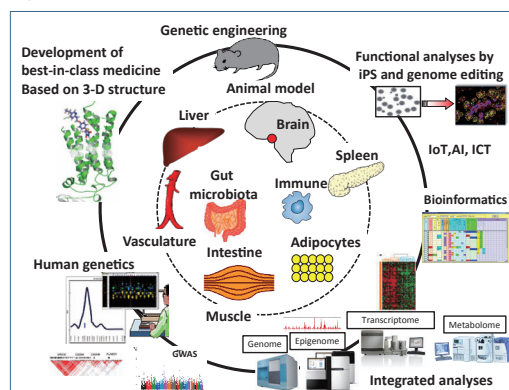 Genetic engineering
Development of
best-in-class medicine
Based on 3-D structure
Functional analyses by
iPS and genome editing
Animal model
Liver
Brain
IoT,AI, ICT
Spleen
Gut
microbiota
Immune
Bioinformatics
Vasculature
Adipocytes
Intestine
Human genetics
Muscle
Transcriptome
Metabolome
Epigenome
Genome
GWAS
Integrated analyses